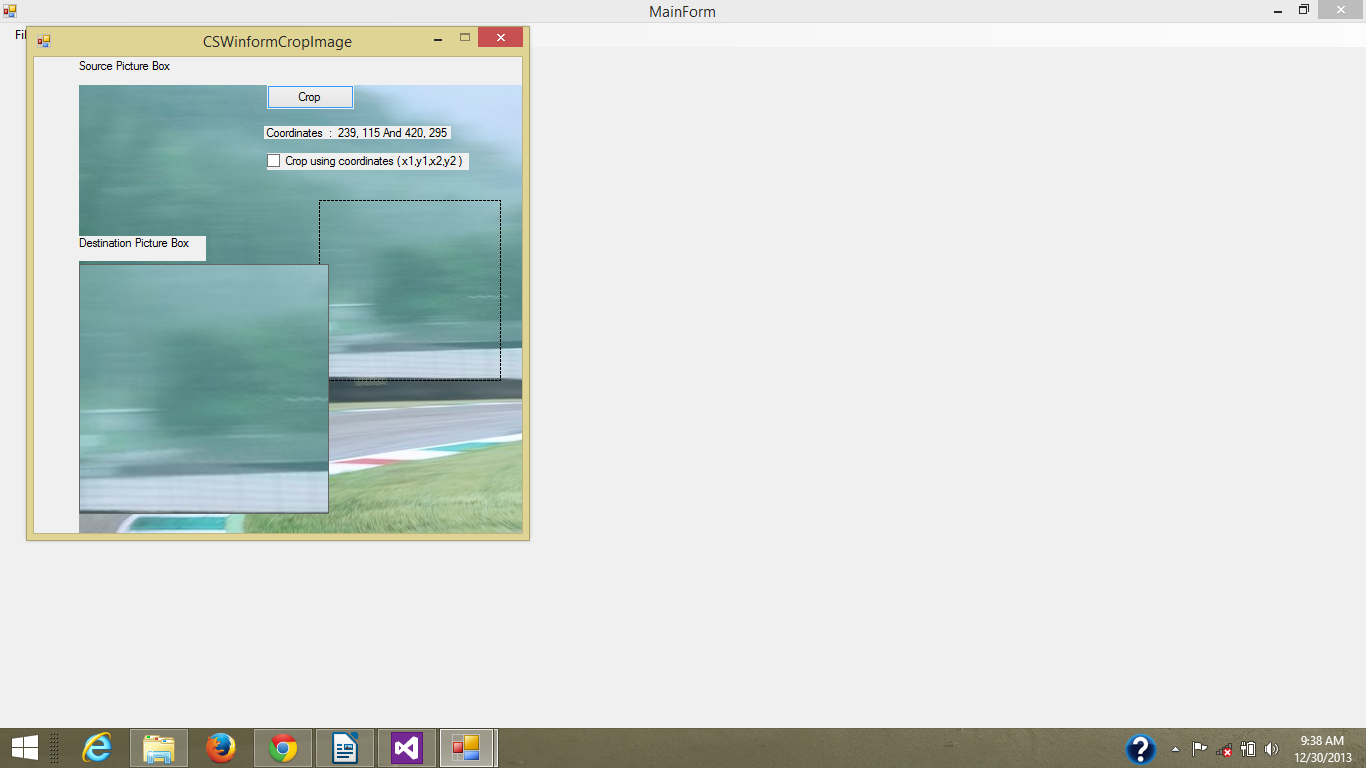 MainForm
Fil
CSWinformCropImage
Source Picture Box
Crop
Coordinates : 239, 115 And 420, 295
Crop using coordinates (x1,y1,x2,y2 )
Destination Picture Box
9:38 AM
12/30/2013